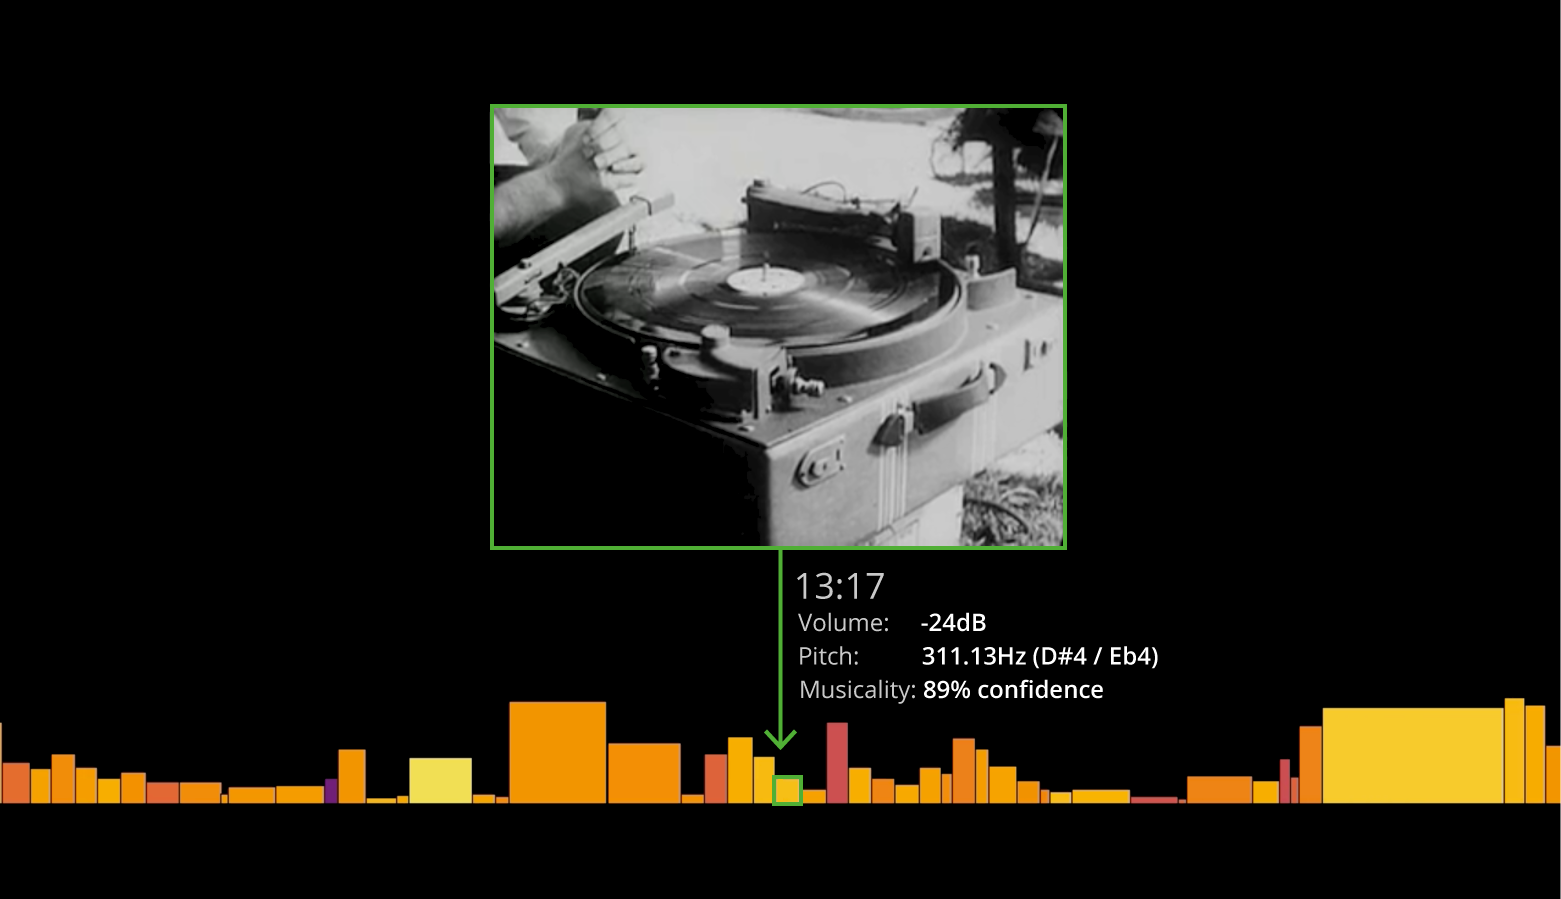 13:17
Volume: -24dB
Pitch: 311.13Hz (D#4 / Eb4)
Musicality: 89% confidence